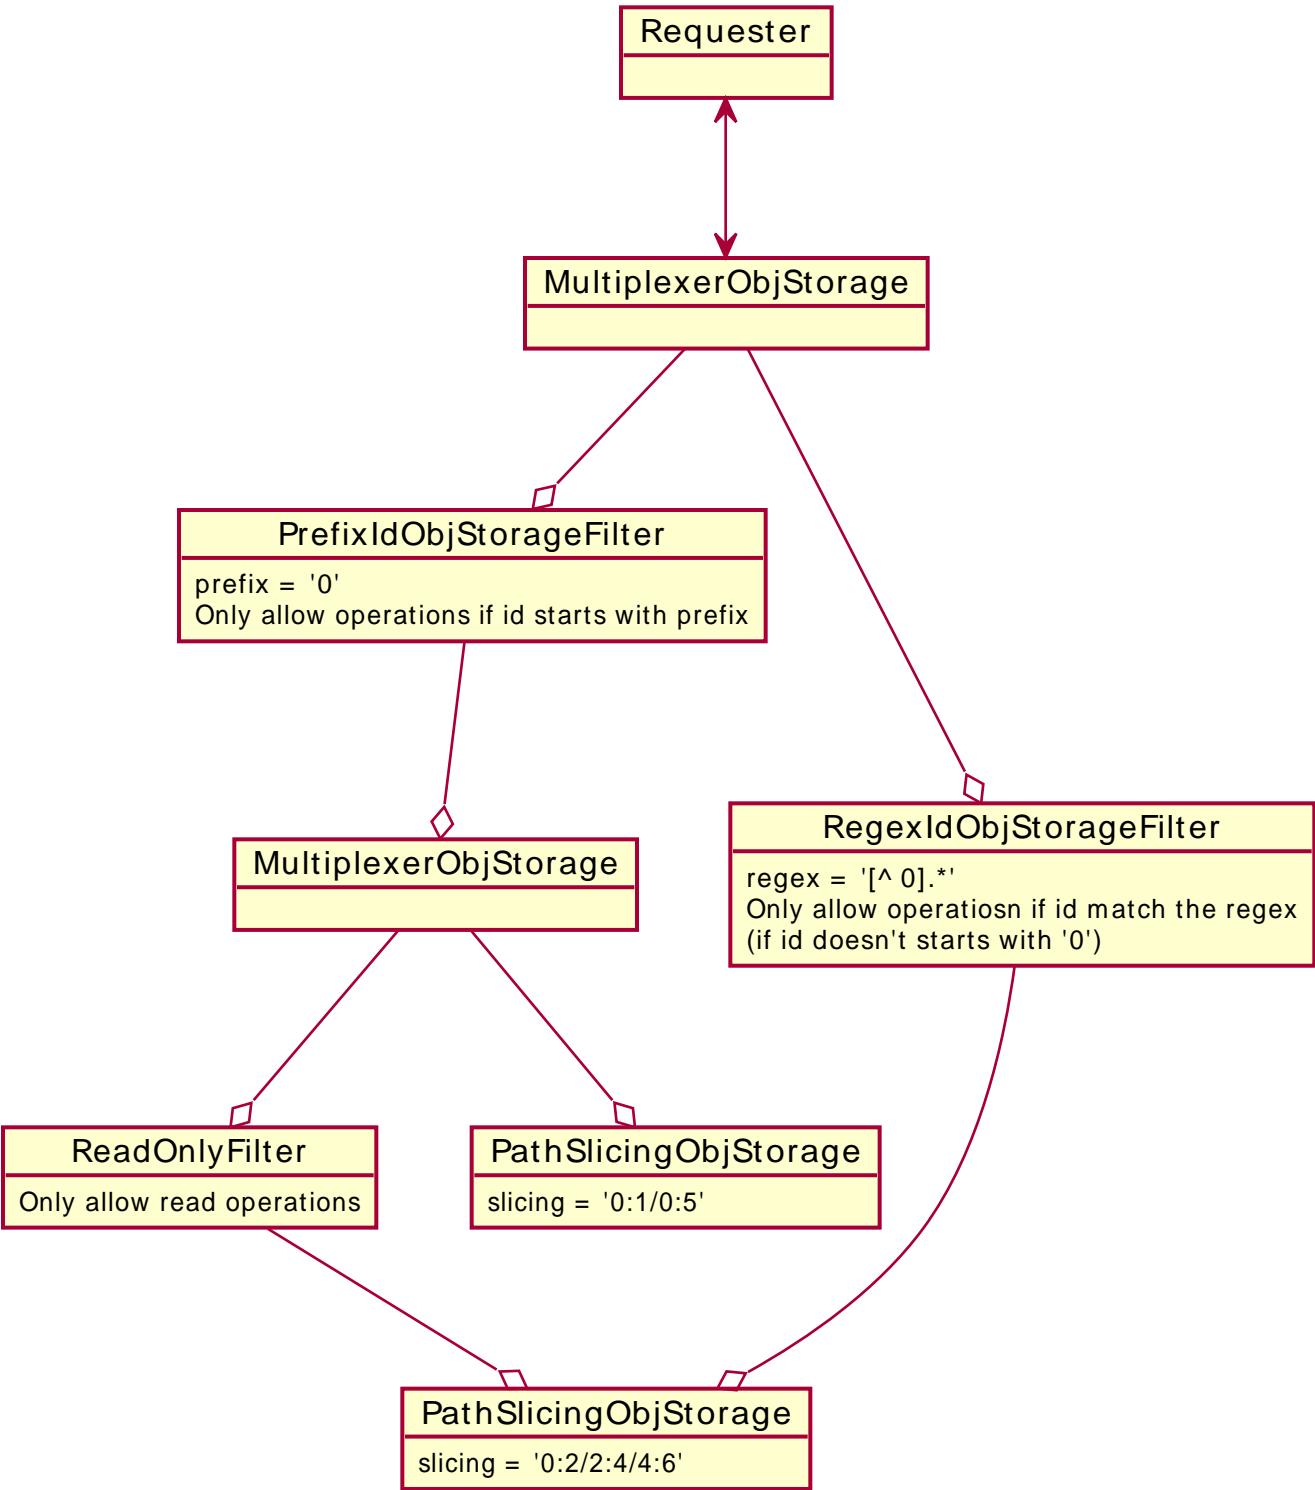 Requester
MultiplexerObjStorage
PrefixIdObjStorageFilter
prefix = '0'
Only allow operations if id starts with prefix
RegexIdObjStorageFilter
regex = '[^ 0].*'
Only allow operatiosn if id match the regex
(if id doesn't starts with '0')
MultiplexerObjStorage
ReadOnlyFilter
Only allow read operations
PathSlicingObjStorage
slicing = '0:1/0:5'
PathSlicingObjStorage
slicing = '0:2/2:4/4:6'